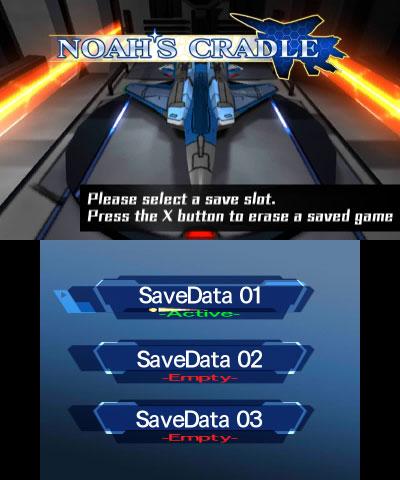 NOAH'S CRADLE
Please select a save slot.
Press the X button to erase a saved game
SaveData 01
-Active-
SaveData 02
-Empty-
SaveData 03
-Empty-